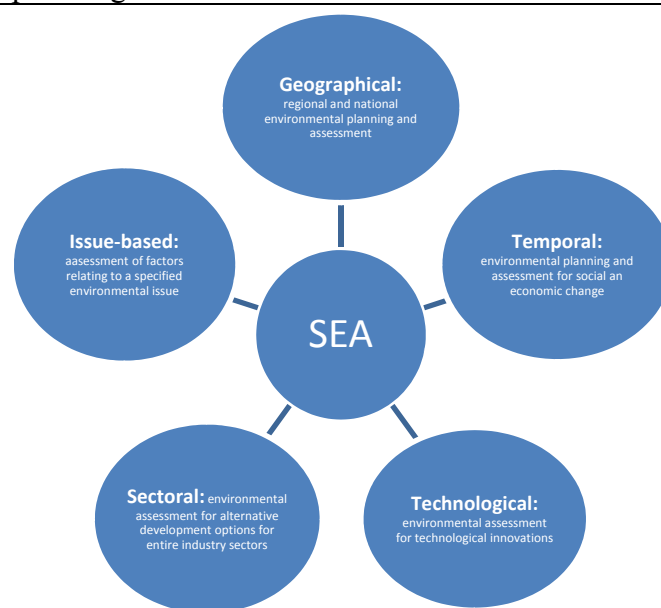 Geographical:
regional and national
environmental planning and
assessment
Issue-based:
aasessment of factors
relating to a specified
environmental issue
Temporal:
environmental planning and
assessment for social an
economic change
SEA
Sectoral: environmental
assessment for alternative
development options for
entire industry sectors
Technological:
environmental assessment
for technological innovations